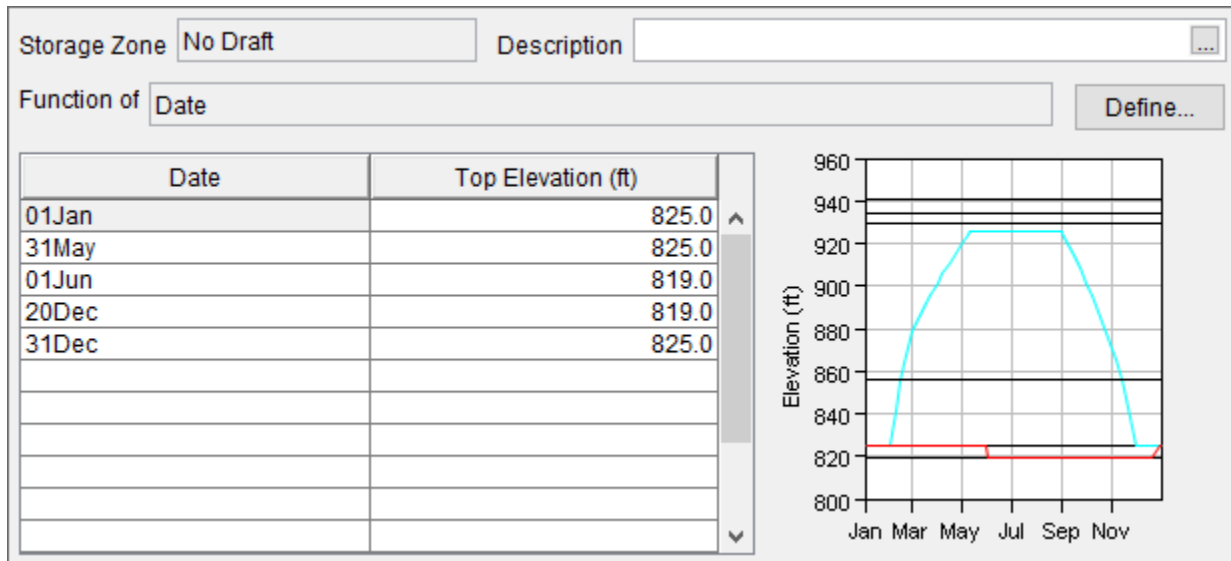 Storage Zone No Draft Description ...
Function of Date Define...
Date Top Elevation (ft)
01Jan 825.0
31May 825.0
01Jun 819.0
20Dec 819.0
31Dec 825.0
960
940
920
900
880
860
840
820
800
Elevation (ft)
Jan Mar May Jul Sep Nov